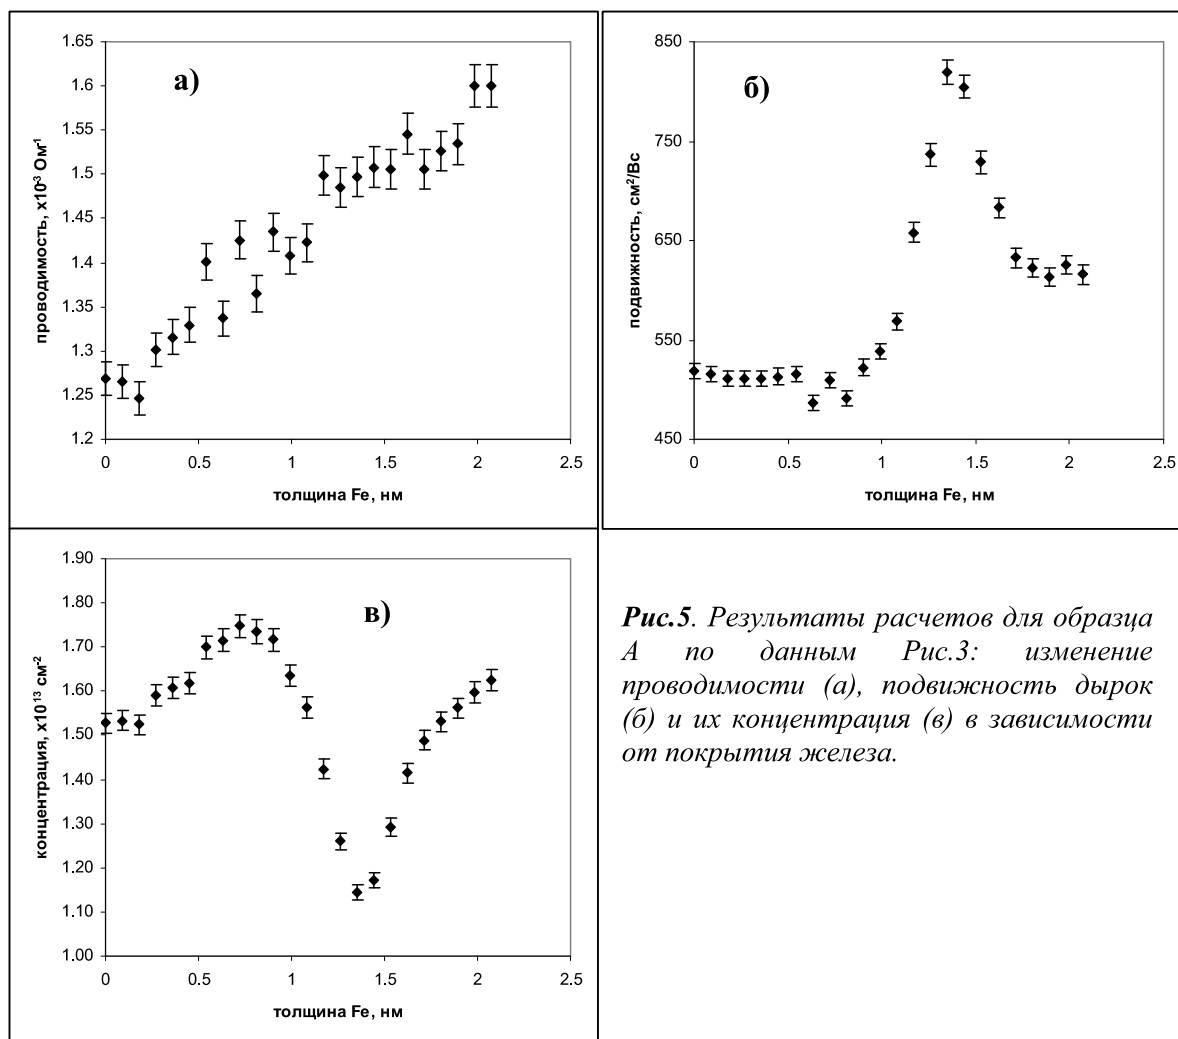 а)
1.65
1.6
1.55
1.5
1.45
1.4
1.35
1.3
1.25
1.2
проводимость, x10⁻³ Ом⁻¹
0 0.5 1 1.5 2 2.5
толщина Fe, нм
б)
850
750
650
550
450
подвижность, см²/Вс
0 0.5 1 1.5 2 2.5
толщина Fe, нм
в)
1.90
1.80
1.70
1.60
1.50
1.40
1.30
1.20
1.10
1.00
концентрация, x10¹³ см⁻²
0 0.5 1 1.5 2 2.5
толщина Fe, нм
Рис.5. Результаты расчетов для образца
А по данным Рис.3: изменение
проводимости (а), подвижность дырок
(б) и их концентрация (в) в зависимости
от покрытия железа.